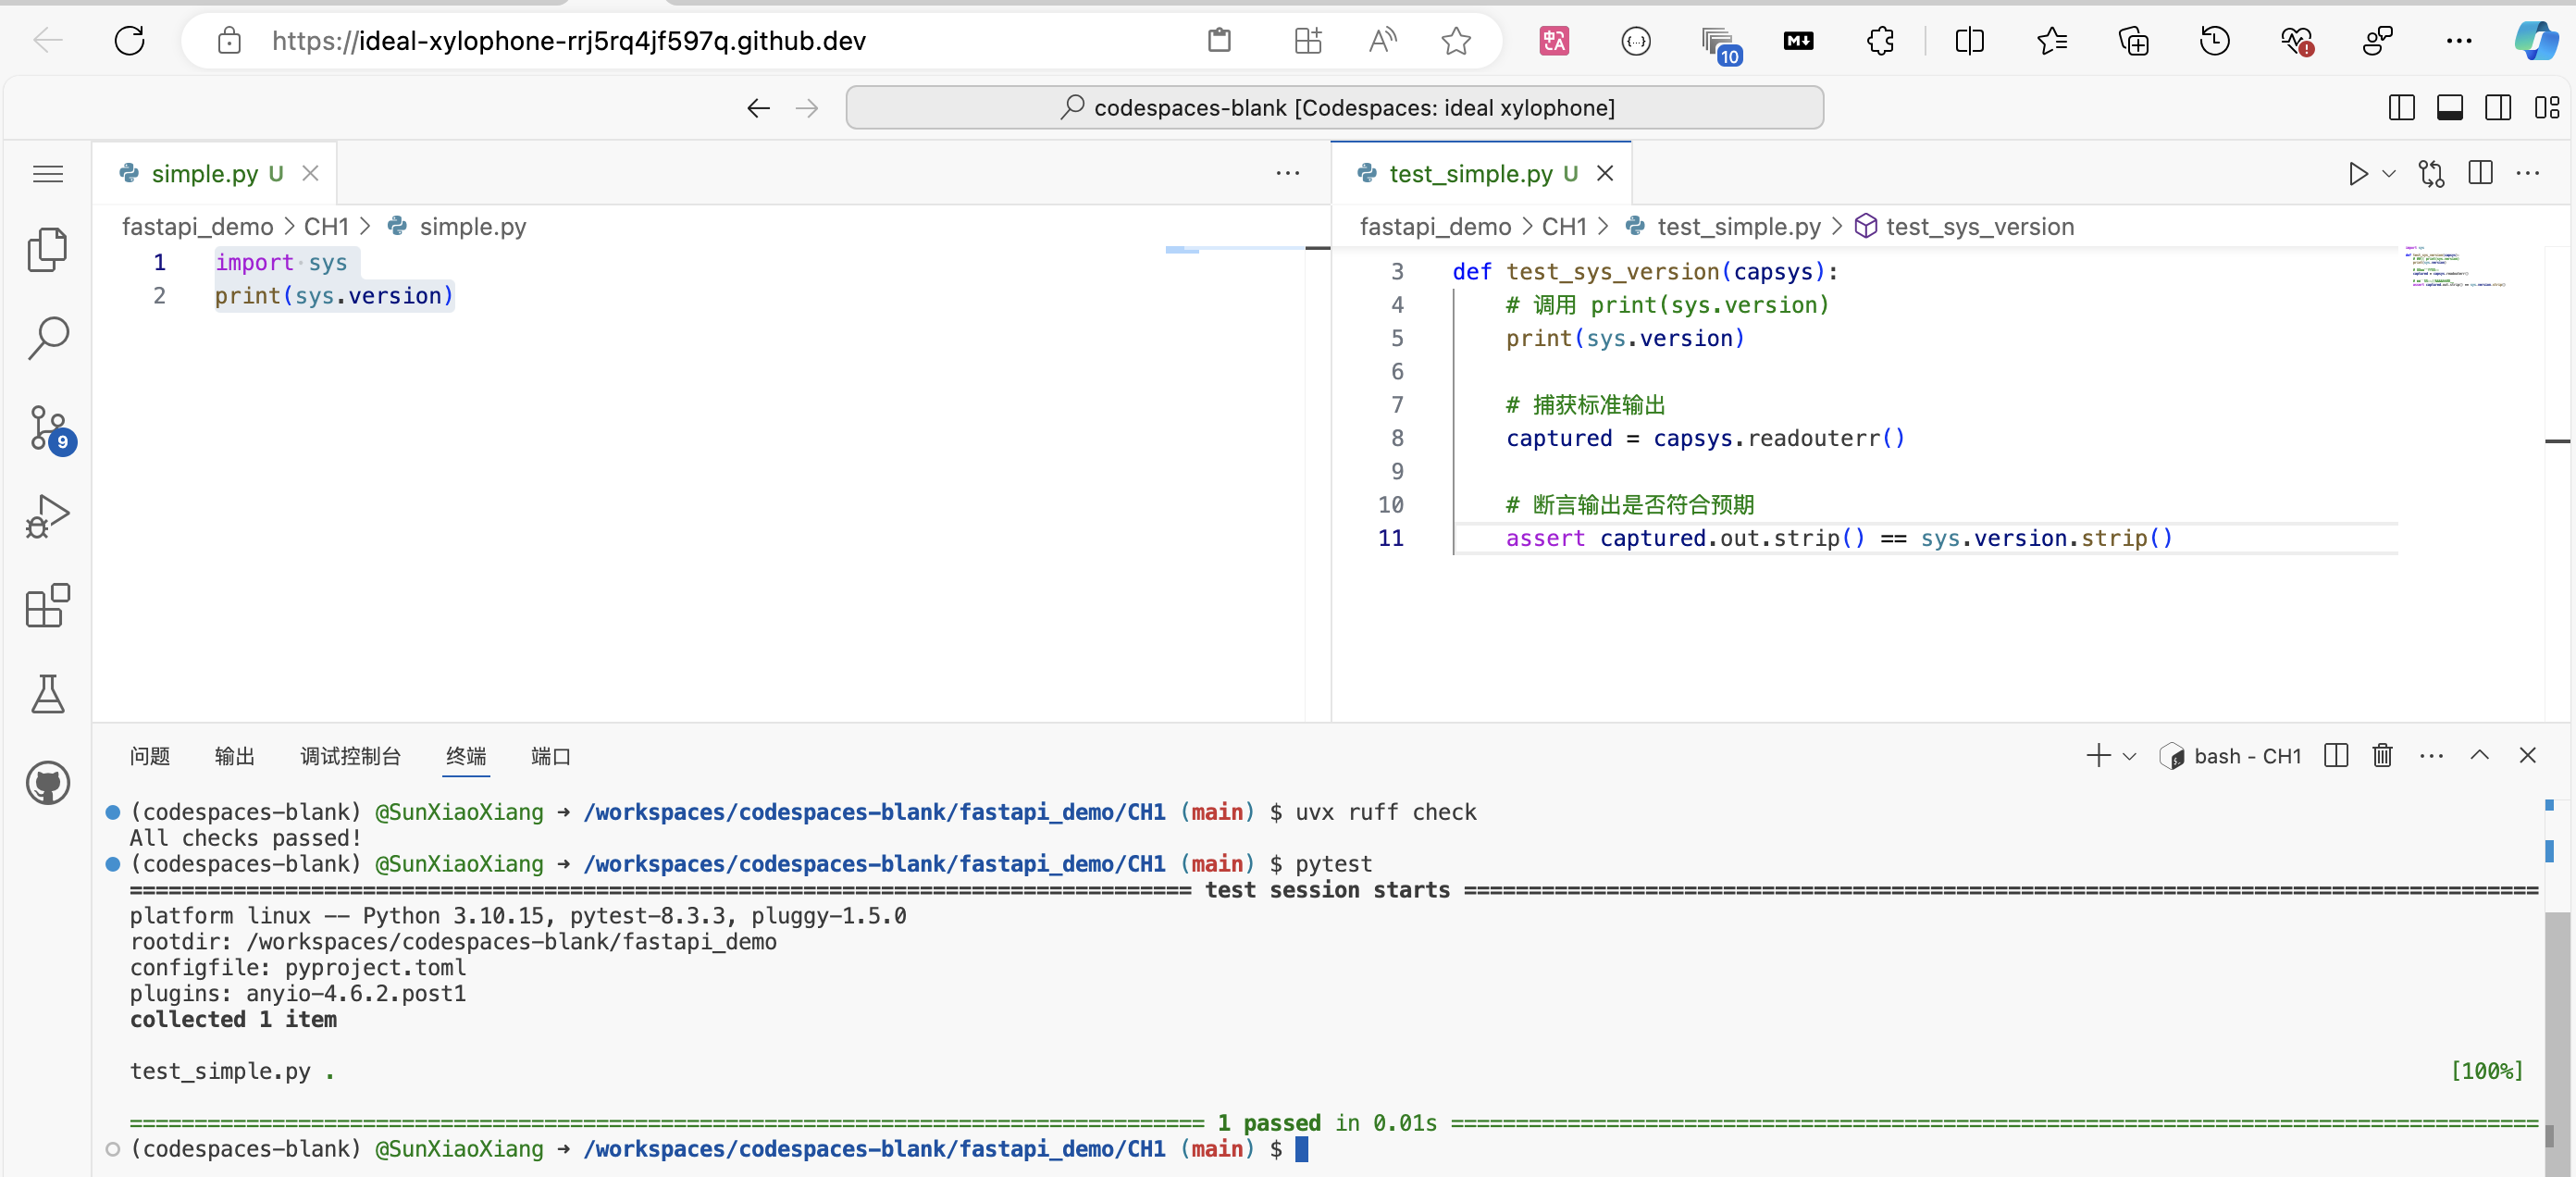 https://ideal-xylophone-rrj5rq4jf597q.github.dev
10
codespaces-blank [Codespaces: ideal xylophone]
simple.py U
fastapi_demo > CH1 > simple.py
1 import sys
2 print(sys.version)
test_simple.py U
fastapi_demo > CH1 > test_simple.py > test_sys_version
3 def test_sys_version(capsys):
4 # 调用 print(sys.version)
5 print(sys.version)
6
7 # 捕获标准输出
8 captured = capsys.readouterr()
9
10 # 断言输出是否符合预期
11 assert captured.out.strip() == sys.version.strip()
9
问题 输出 调试控制台 终端 端口
bash - CH1
(codespaces-blank) @SunXiaoXiang → /workspaces/codespaces-blank/fastapi_demo/CH1 (main) $ uvx ruff check
All checks passed!
(codespaces-blank) @SunXiaoXiang → /workspaces/codespaces-blank/fastapi_demo/CH1 (main) $ pytest
test session starts
platform linux -- Python 3.10.15, pytest-8.3.3, pluggy-1.5.0
rootdir: /workspaces/codespaces-blank/fastapi_demo
configfile: pyproject.toml
plugins: anyio-4.6.2.post1
collected 1 item
test_simple.py . [100%]
1 passed in 0.01s
(codespaces-blank) @SunXiaoXiang → /workspaces/codespaces-blank/fastapi_demo/CH1 (main) $